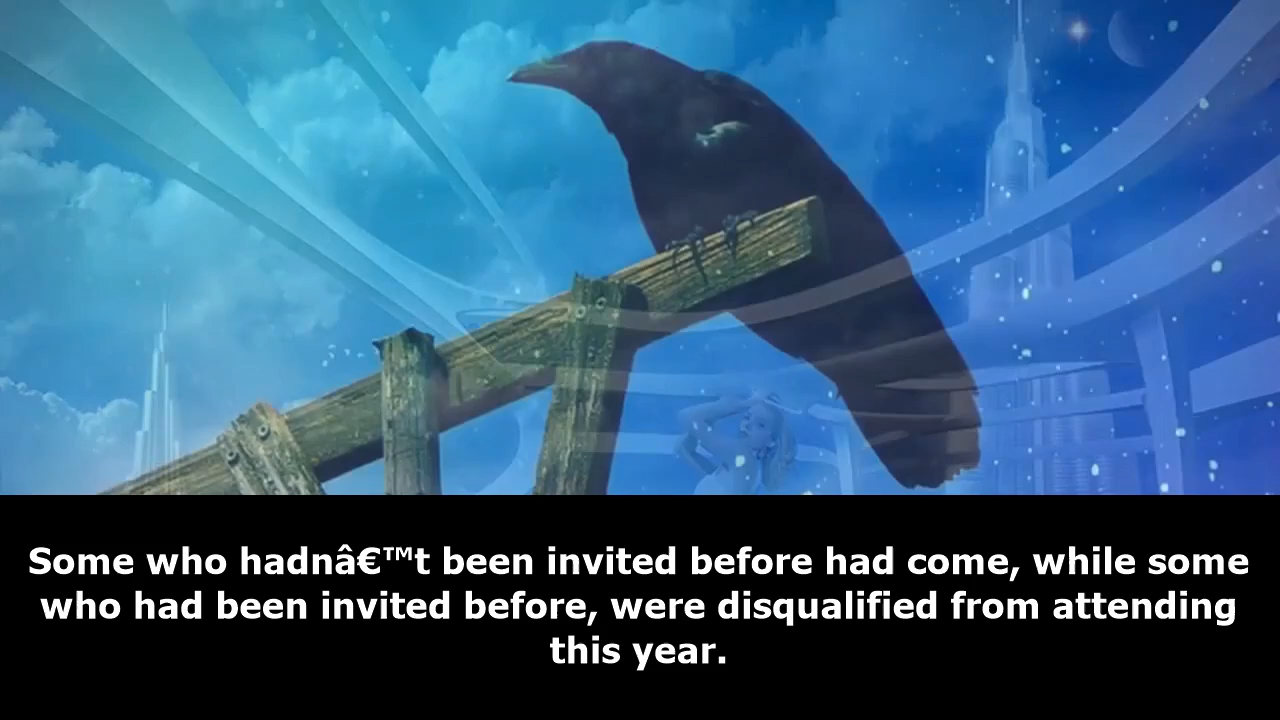 Some who hadnâ€™t been invited before had come, while some
who had been invited before, were disqualified from attending
this year.